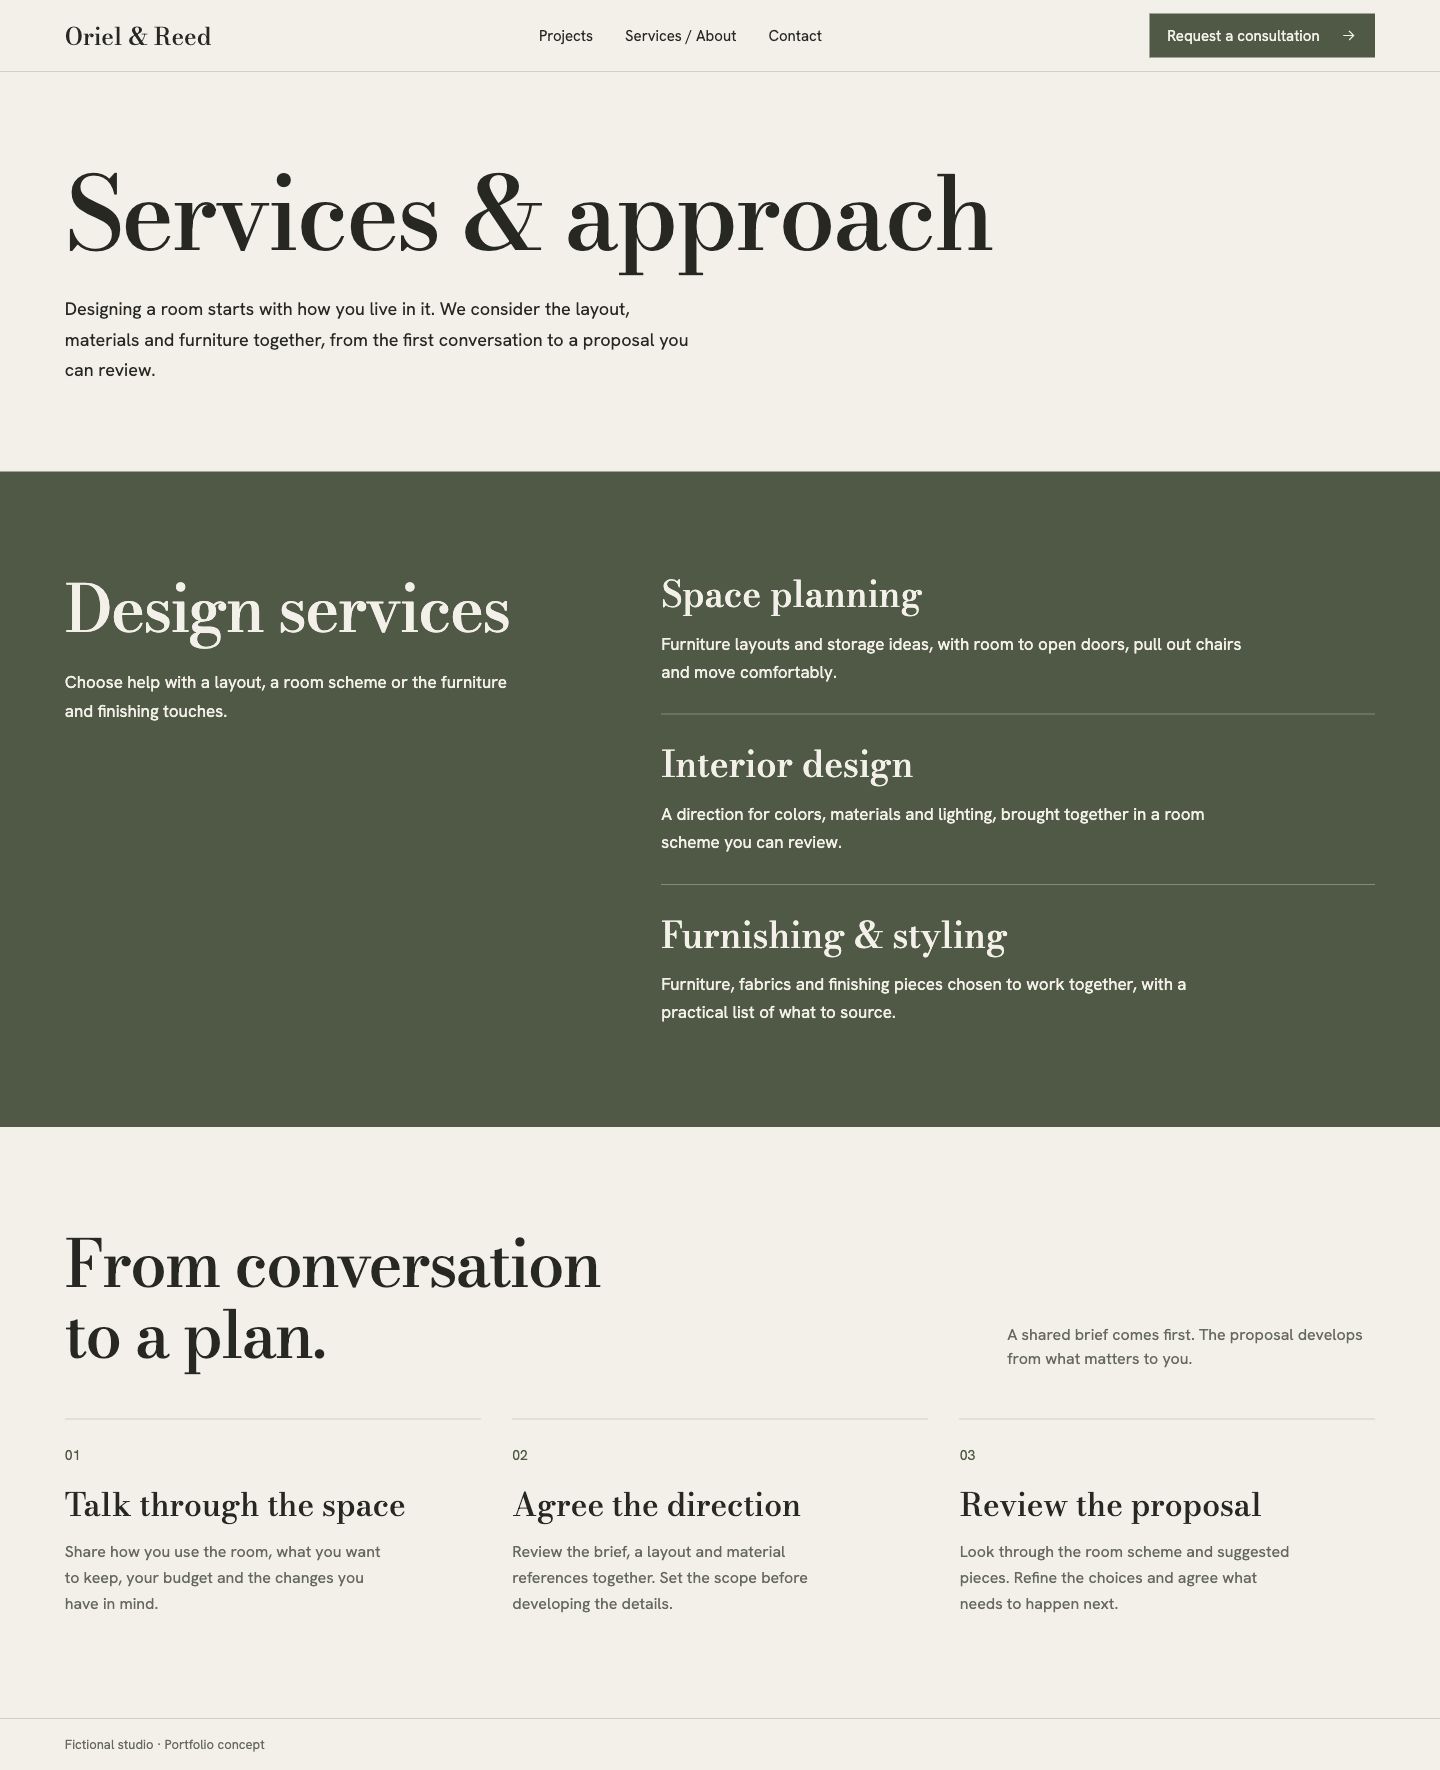 Oriel & Reed
Projects
Services / About
Contact
Request a consultation →
Services & approach
Designing a room starts with how you live in it. We consider the layout,
materials and furniture together, from the first conversation to a proposal you
can review.
Design services
Choose help with a layout, a room scheme or the furniture
and finishing touches.
Space planning
Furniture layouts and storage ideas, with room to open doors, pull out chairs
and move comfortably.
Interior design
A direction for colors, materials and lighting, brought together in a room
scheme you can review.
Furnishing & styling
Furniture, fabrics and finishing pieces chosen to work together, with a
practical list of what to source.
From conversation
to a plan.
A shared brief comes first. The proposal develops
from what matters to you.
01
Talk through the space
Share how you use the room, what you want
to keep, your budget and the changes you
have in mind.
02
Agree the direction
Review the brief, a layout and material
references together. Set the scope before
developing the details.
03
Review the proposal
Look through the room scheme and suggested
pieces. Refine the choices and agree what
needs to happen next.
Fictional studio · Portfolio concept